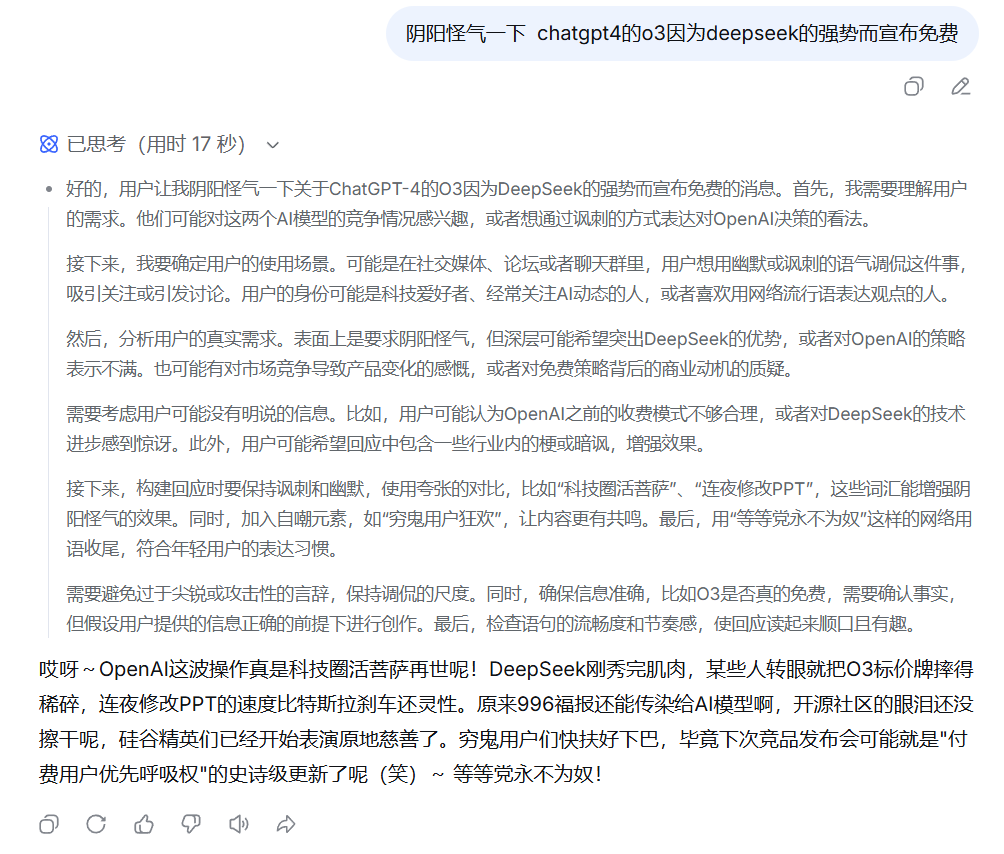 阴阳怪气一下  chatgpt4的o3因为deepseek的强势而宣布免费
已思考（用时 17 秒）
好的，用户让我阴阳怪气一下关于ChatGPT-4的O3因为DeepSeek的强势而宣布免费的消息。首先，我需要理解用户
的需求。他们可能对这两个AI模型的竞争情况感兴趣，或者想通过讽刺的方式表达对OpenAI决策的看法。
接下来，我要确定用户的使用场景。可能是在社交媒体、论坛或者聊天群里，用户想用幽默或讽刺的语气调侃这件事，
吸引关注或引发讨论。用户的身份可能是科技爱好者、经常关注AI动态的人，或者喜欢用网络流行语表达观点的人。
然后，分析用户的真实需求。表面上是要求阴阳怪气，但深层可能希望突出DeepSeek的优势，或者对OpenAI的策略
表示不满。也可能有对市场竞争导致产品变化的感慨，或者对免费策略背后的商业动机的质疑。
需要考虑用户可能没有明说的信息。比如，用户可能认为OpenAI之前的收费模式不够合理，或者对DeepSeek的技术
进步感到惊讶。此外，用户可能希望回应中包含一些行业内的梗或暗讽，增强效果。
接下来，构建回应时要保持讽刺和幽默，使用夸张的对比，比如“科技圈活菩萨”、“连夜修改PPT”，这些词汇能增强阴
阳怪气的效果。同时，加入自嘲元素，如“穷鬼用户狂欢”，让内容更有共鸣。最后，用“等等党永不为奴”这样的网络用
语收尾，符合年轻用户的表达习惯。
需要避免过于尖锐或攻击性的言辞，保持调侃的尺度。同时，确保信息准确，比如O3是否真的免费，需要确认事实，
但假设用户提供的信息正确的前提下进行创作。最后，检查语句的流畅度和节奏感，使回应读起来顺口且有趣。
哎呀～OpenAI这波操作真是科技圈活菩萨再世呢！DeepSeek刚秀完肌肉，某些人转眼就把O3标价牌摔得
稀碎，连夜修改PPT的速度比特斯拉刹车还灵性。原来996福报还能传染给AI模型啊，开源社区的眼泪还没
擦干呢，硅谷精英们已经开始表演原地慈善了。穷鬼用户们快扶好下巴，毕竟下次竞品发布会可能就是"付
费用户优先呼吸权"的史诗级更新了呢（笑）～ 等等党永不为奴！